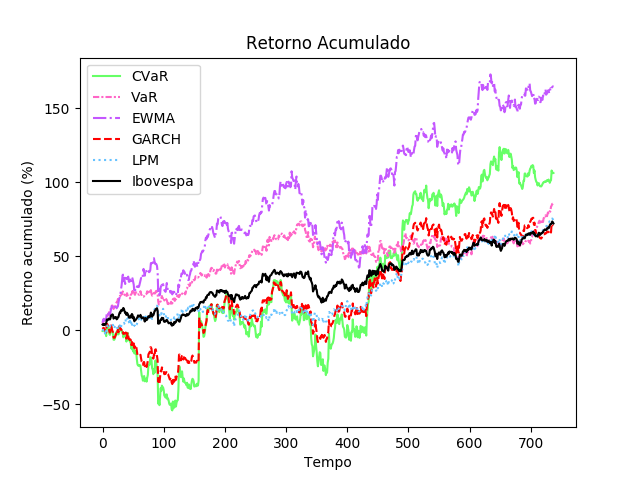 Retorno Acumulado
CVaR
VaR
EWMA
GARCH
LPM
Ibovespa
Retorno acumulado (%)
150
100
50
0
−50
0 100 200 300 400 500 600 700
Tempo